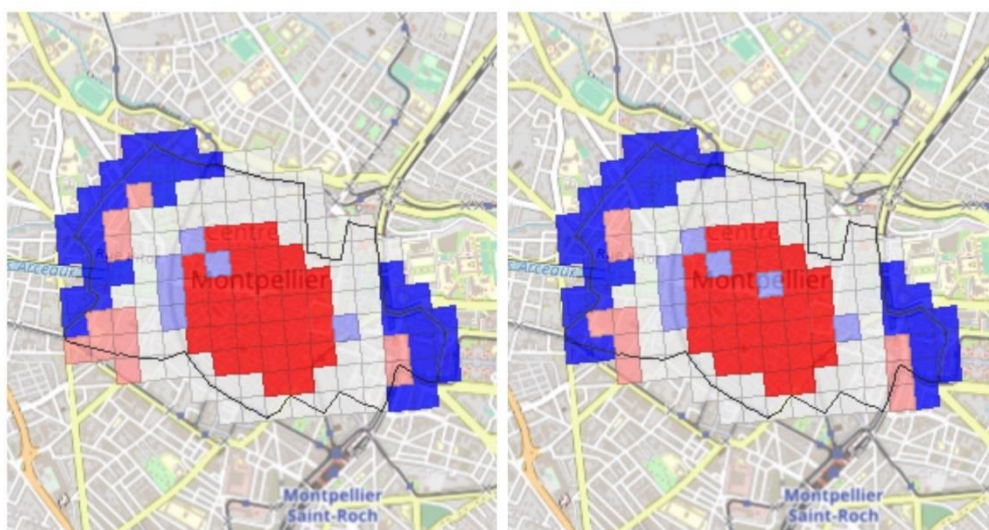 Centre
Montpellier
Arceaux
Montpellier
Saint-Roch
Centre
Montpellier
Arceaux
Montpellier
Saint-Roch